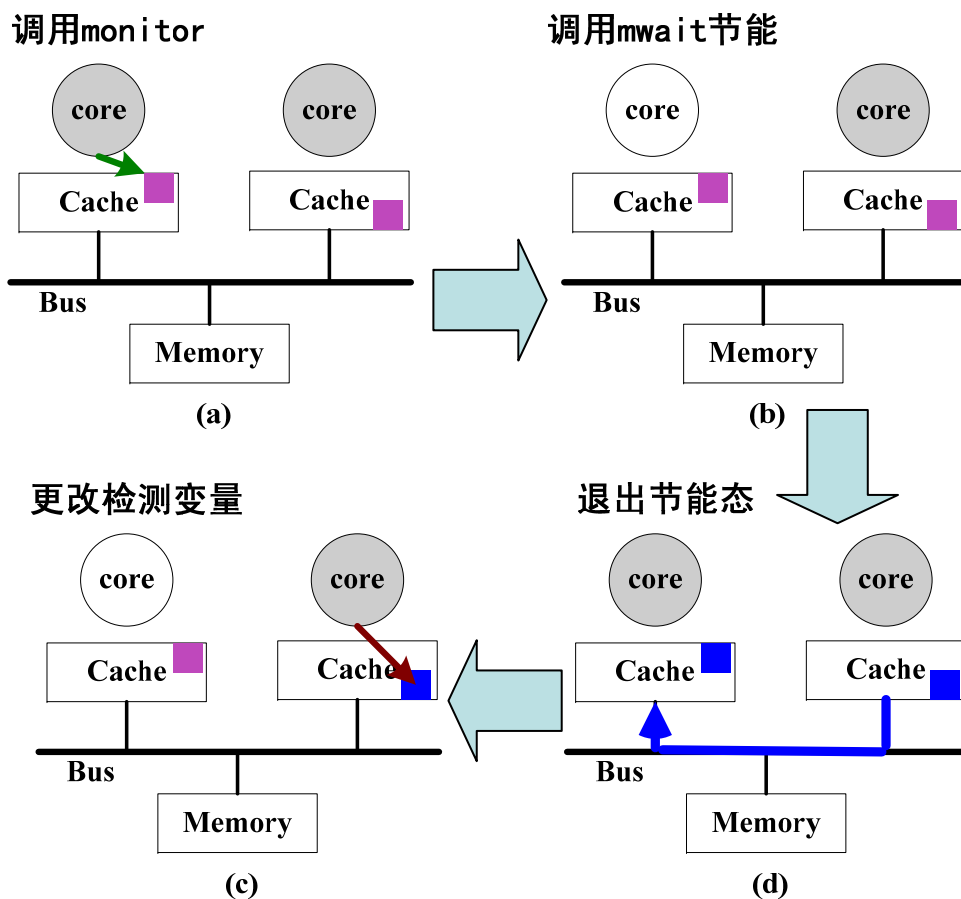 调用monitor
core
core
Cache
Cache
Bus
Memory
(a)
调用mwait节能
core
core
Cache
Cache
Bus
Memory
(b)
更改检测变量
core
core
Cache
Cache
Bus
Memory
(c)
退出节能态
core
core
Cache
Cache
Bus
Memory
(d)